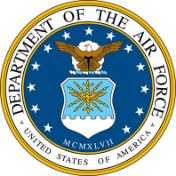 DEPARTMENT OF THE AIR FORCE
MCMXLVII
UNITED STATES OF AMERICA